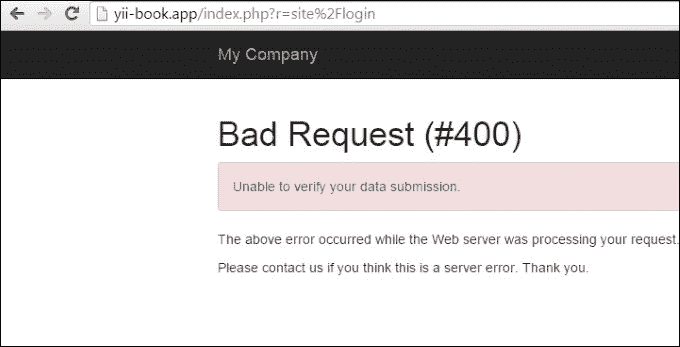 yii-book.app/index.php?r=site%2Flogin
My Company
Bad Request (#400)
Unable to verify your data submission.
The above error occurred while the Web server was processing your request.
Please contact us if you think this is a server error. Thank you.